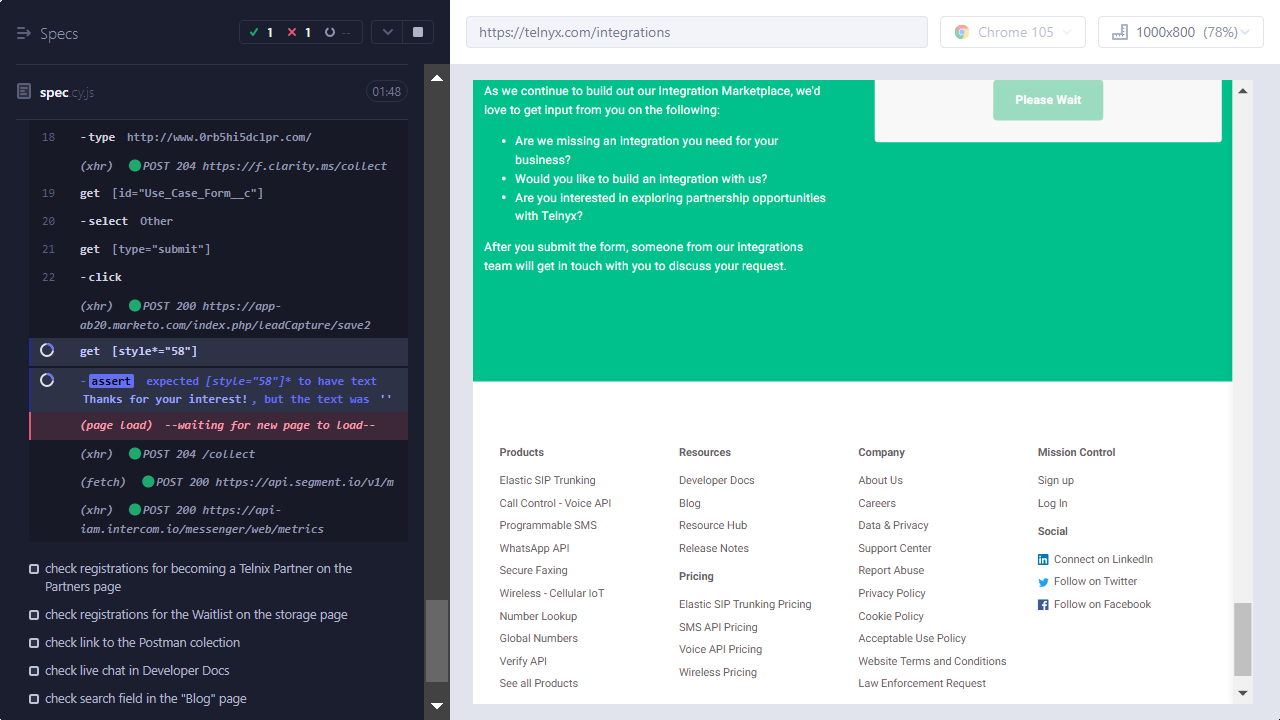 Specs
1
1
--
spec.cy.js
01:48
18 -type http://www.0rb5hi5dclpr.com/
(xhr) POST 204 https://f.clarity.ms/collect
19 get [id="Use_Case_Form__c"]
20 -select Other
21 get [type="submit"]
22 -click
(xhr) POST 200 https://app-
ab20.marketo.com/index.php/leadCapture/save2
get [style*="58"]
-assert expected [style="58"]* to have text
Thanks for your interest!, but the text was ''
(page load) --waiting for new page to load--
(xhr) POST 204 /collect
(fetch) POST 200 https://api.segment.io/v1/m
(xhr) POST 200 https://api-
iam.intercom.io/messenger/web/metrics
check registrations for becoming a Telnix Partner on the
Partners page
check registrations for the Waitlist on the storage page
check link to the Postman colection
check live chat in Developer Docs
check search field in the "Blog" page
https://telnyx.com/integrations
Chrome 105
1000x800 (78%)
As we continue to build out our Integration Marketplace, we'd
love to get input from you on the following:
• Are we missing an integration you need for your
business?
• Would you like to build an integration with us?
• Are you interested in exploring partnership opportunities
with Telnyx?
After you submit the form, someone from our integrations
team will get in touch with you to discuss your request.
Please Wait
Products
Elastic SIP Trunking
Call Control - Voice API
Programmable SMS
WhatsApp API
Secure Faxing
Wireless - Cellular IoT
Number Lookup
Global Numbers
Verify API
See all Products
Resources
Developer Docs
Blog
Resource Hub
Release Notes
Pricing
Elastic SIP Trunking Pricing
SMS API Pricing
Voice API Pricing
Wireless Pricing
Company
About Us
Careers
Data & Privacy
Support Center
Report Abuse
Privacy Policy
Cookie Policy
Acceptable Use Policy
Website Terms and Conditions
Law Enforcement Request
Mission Control
Sign up
Log In
Social
Connect on LinkedIn
Follow on Twitter
Follow on Facebook